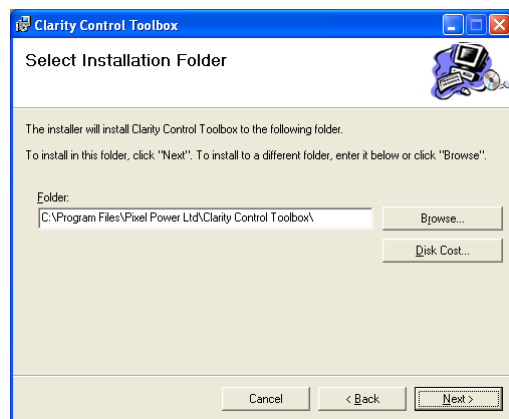 Clarity Control Toolbox
Select Installation Folder
The installer will install Clarity Control Toolbox to the following folder.
To install in this folder, click "Next". To install to a different folder, enter it below or click "Browse".
Folder:
C:\Program Files\Pixel Power Ltd\Clarity Control Toolbox\
Browse...
Disk Cost...
Cancel
< Back
Next >